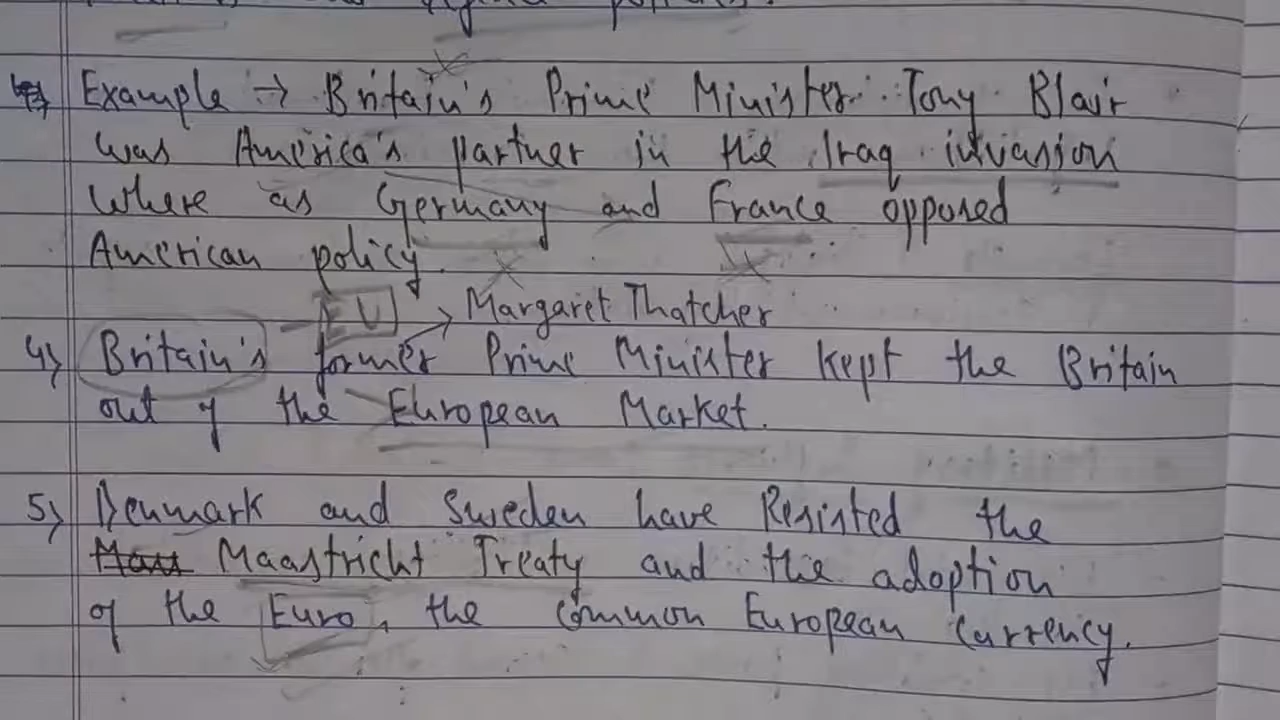 policies.
Example → Britain's Prime Minister Tony Blair
was America's partner in the Iraq invasion
where as Germany and France opposed
American policy.
EU → Margaret Thatcher
4) Britain's former Prime Minister kept the Britain
out of the European Market.
5) Denmark and Sweden have Resisted the
Maastricht Treaty and the adoption
of the Euro, the common European Currency.